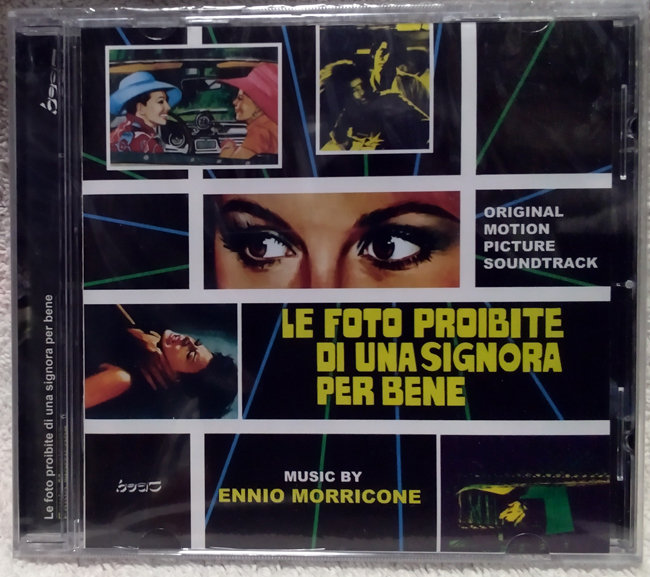 ORIGINAL
MOTION
PICTURE
SOUNDTRACK
LE FOTO PROIBITE
DI UNA SIGNORA
PER BENE
MUSIC BY
ENNIO MORRICONE
Le foto proibite di una signora per bene